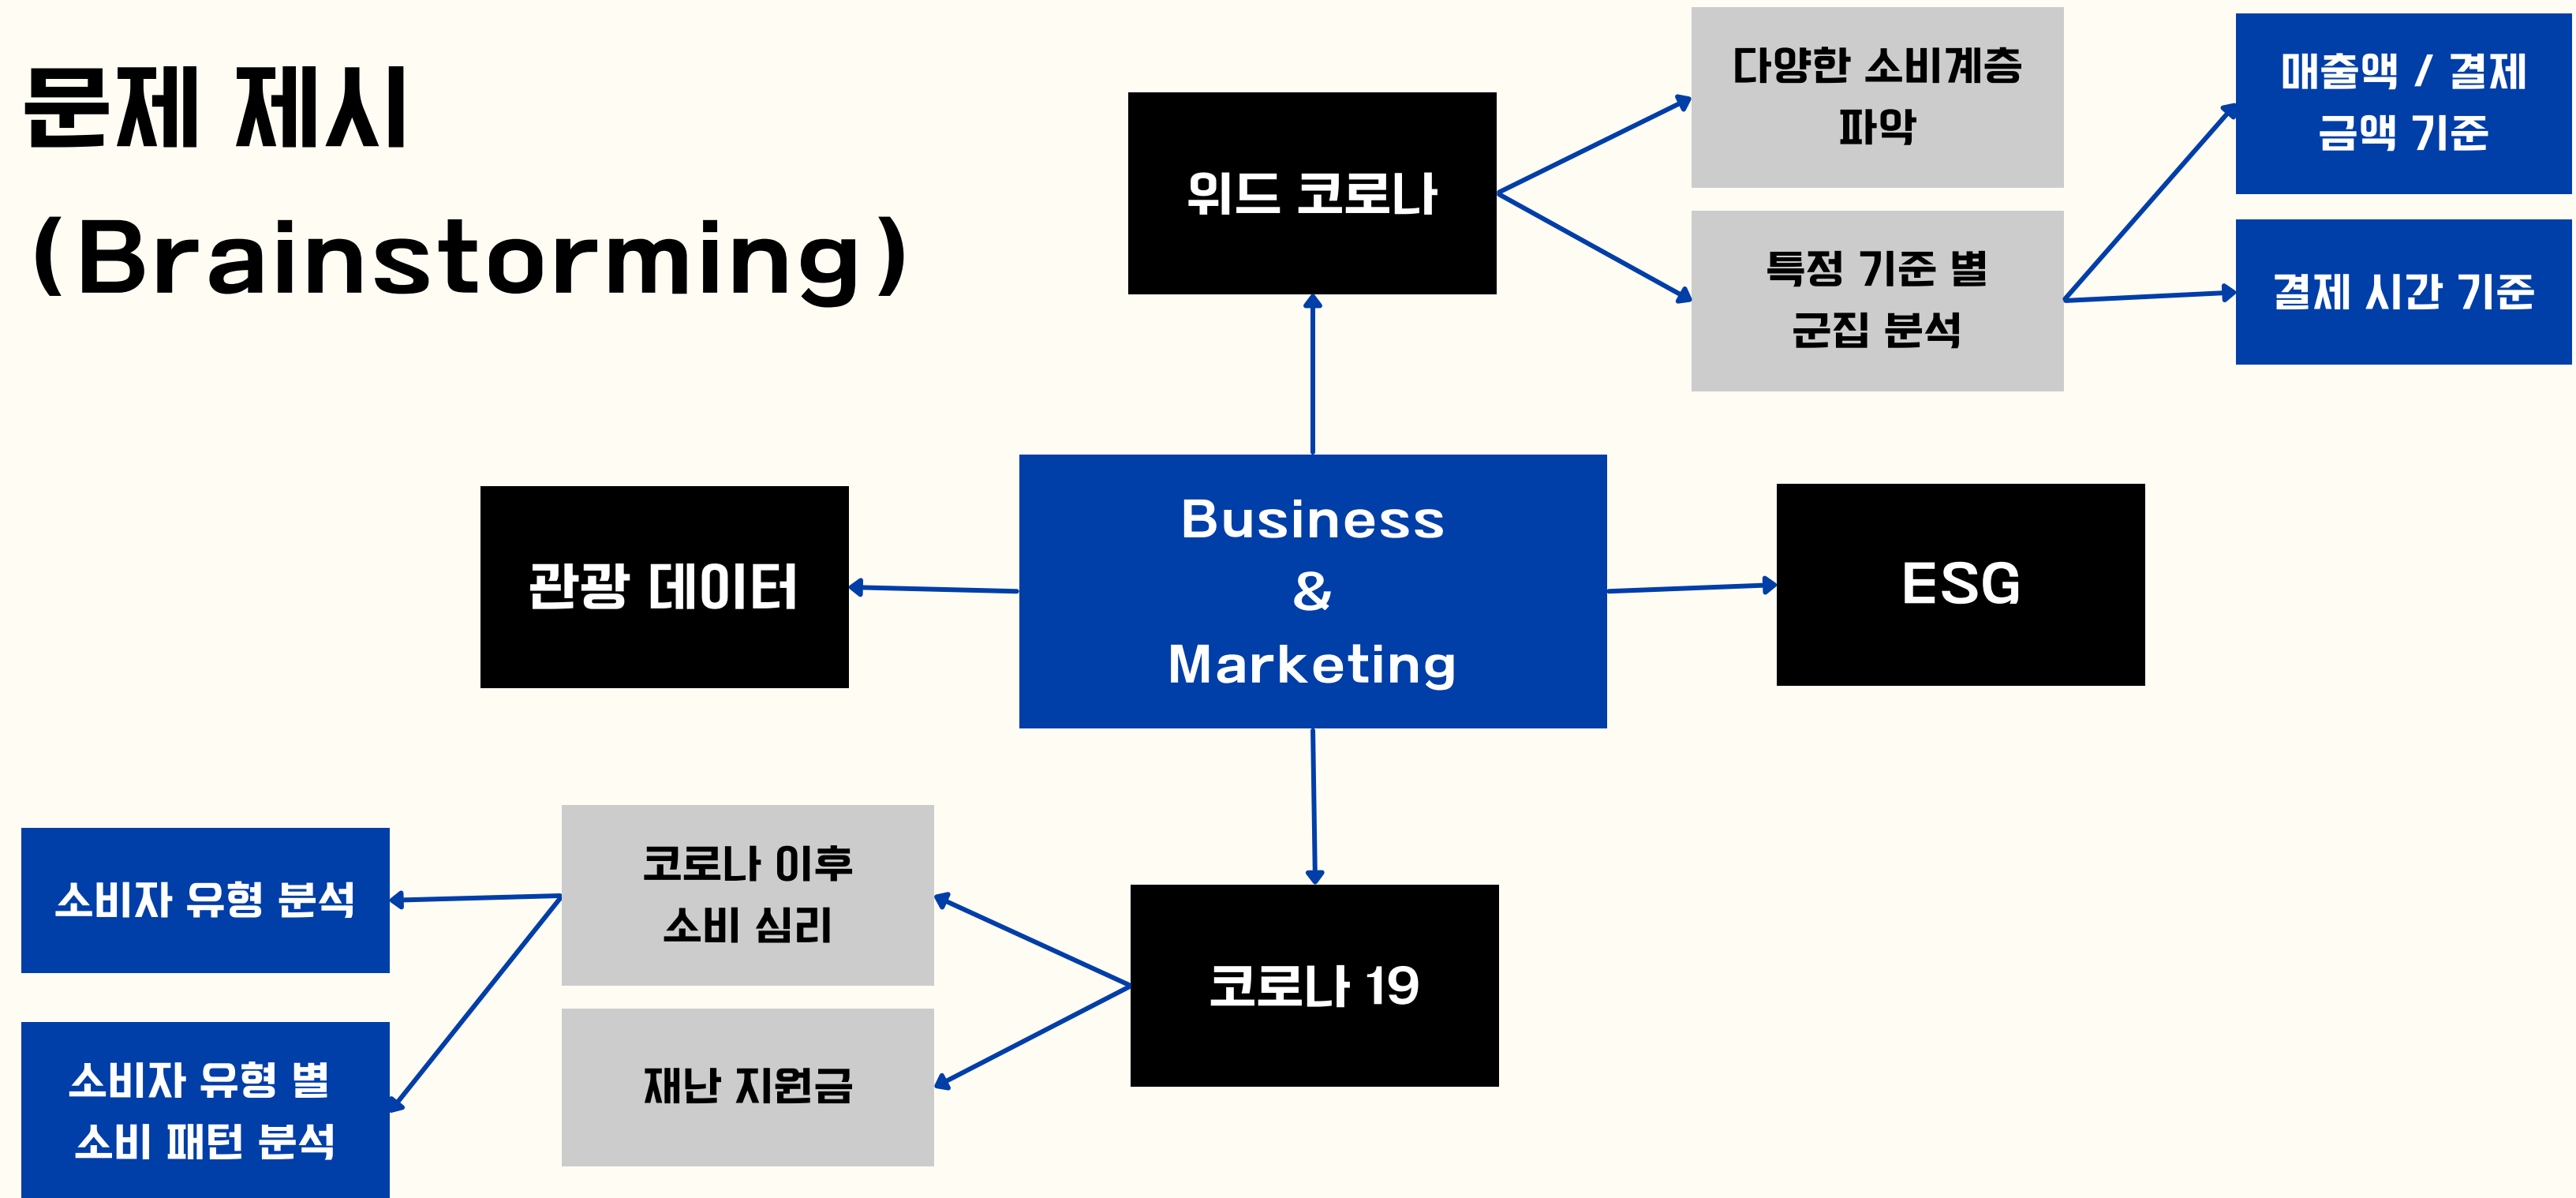 문제 제시
(Brainstorming)
위드 코로나
다양한 소비계층
파악
특정 기준 별
군집 분석
매출액 / 결제
금액 기준
결제 시간 기준
관광 데이터
Business
&
Marketing
ESG
코로나 19
코로나 이후
소비 심리
재난 지원금
소비자 유형 분석
소비자 유형 별
소비 패턴 분석